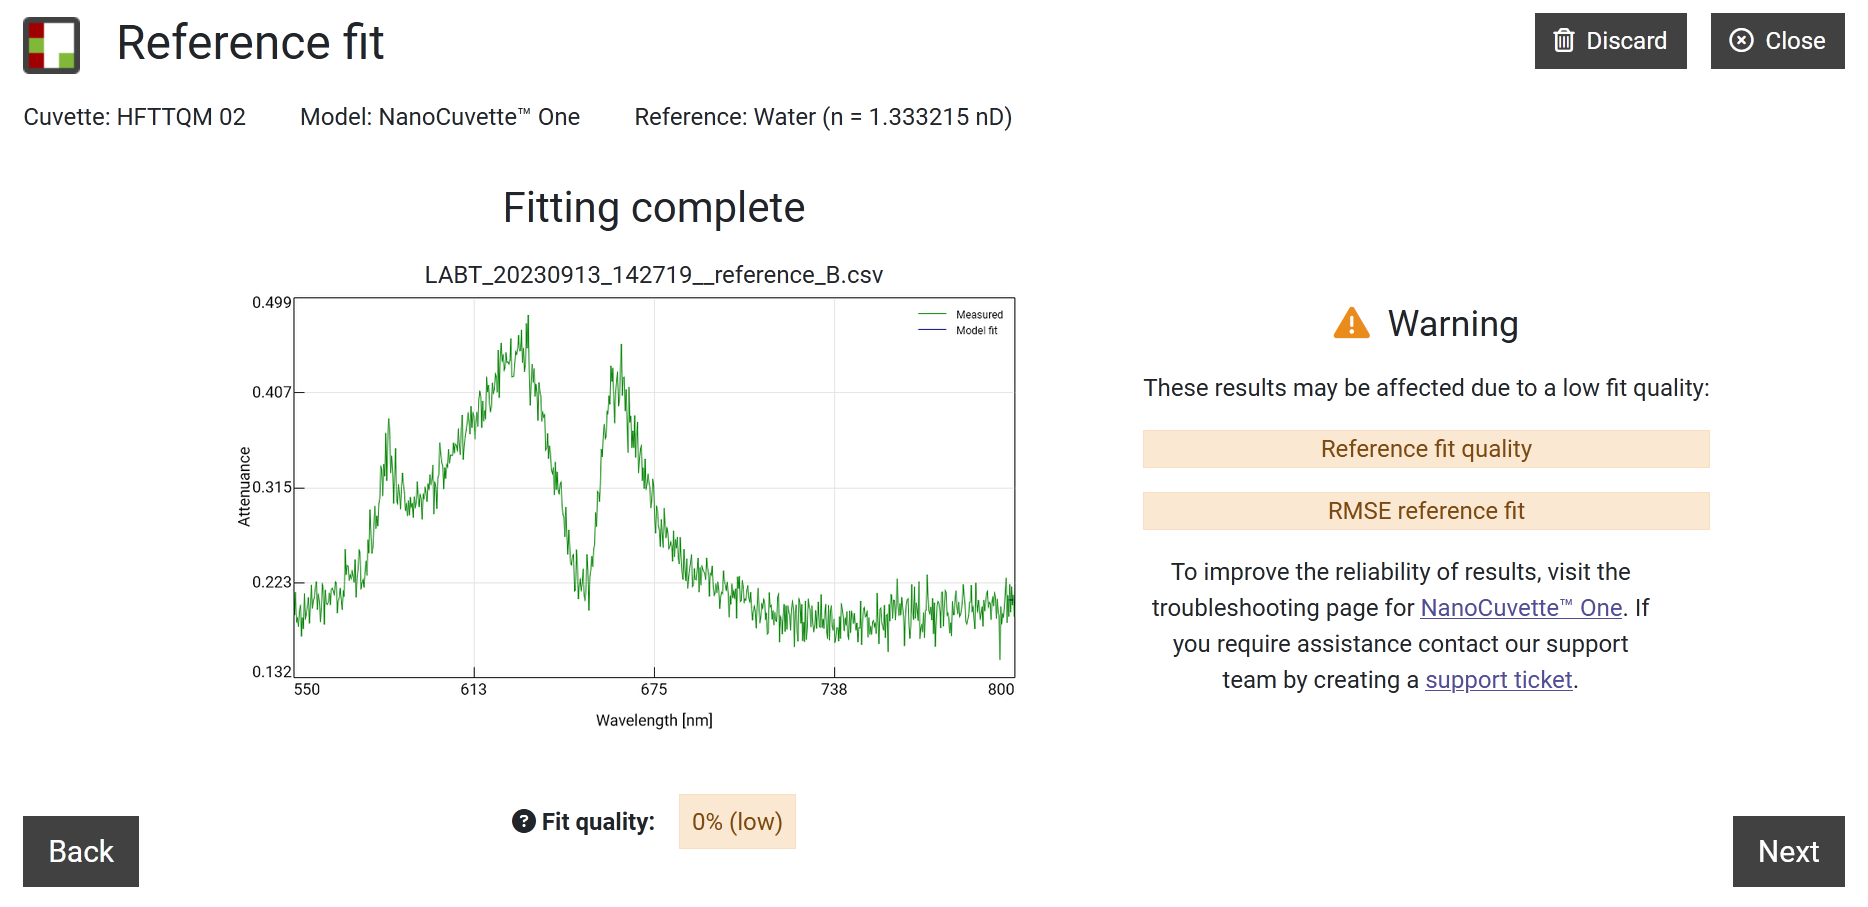 Reference fit
Discard
Close
Cuvette: HFTTQM 02
Model: NanoCuvette™ One
Reference: Water (n = 1.333215 nD)
Fitting complete
LABT_20230913_142719__reference_B.csv
0.499
0.407
0.315
0.223
0.132
Attenuance
Measured
Model fit
550
613
675
738
800
Wavelength [nm]
Fit quality:
0% (low)
Warning
These results may be affected due to a low fit quality:
Reference fit quality
RMSE reference fit
To improve the reliability of results, visit the
troubleshooting page for NanoCuvette™ One. If
you require assistance contact our support
team by creating a support ticket.
Back
Next